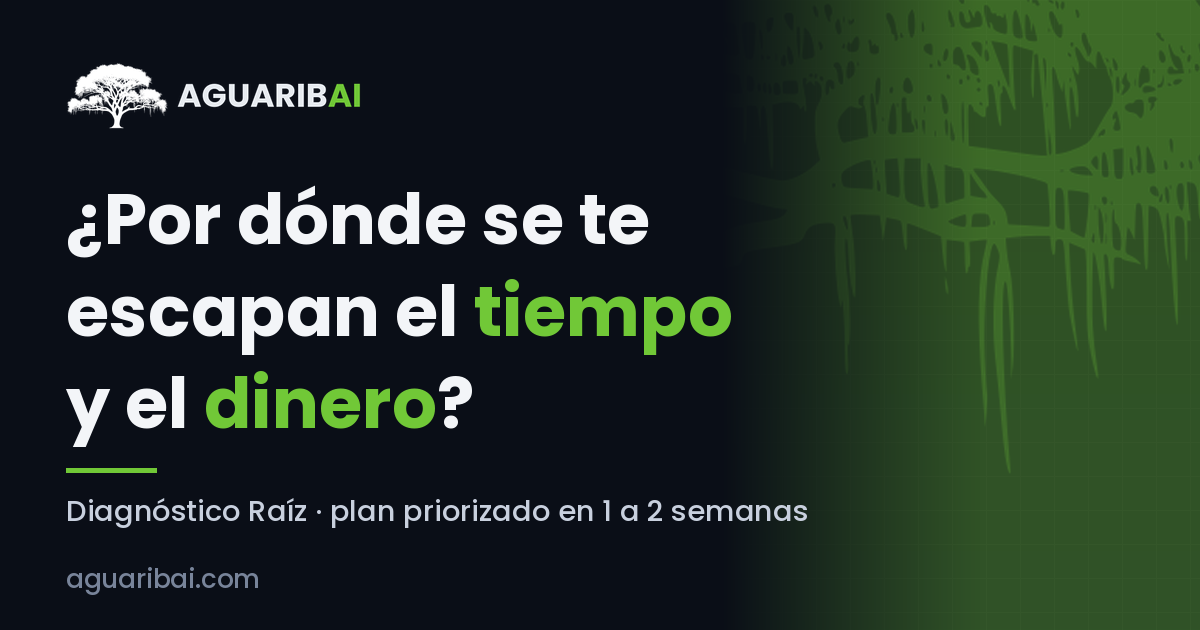 AGUARIBAI
¿Por dónde se te
escapan el tiempo
y el dinero?
Diagnóstico Raíz · plan priorizado en 1 a 2 semanas
aguaribai.com